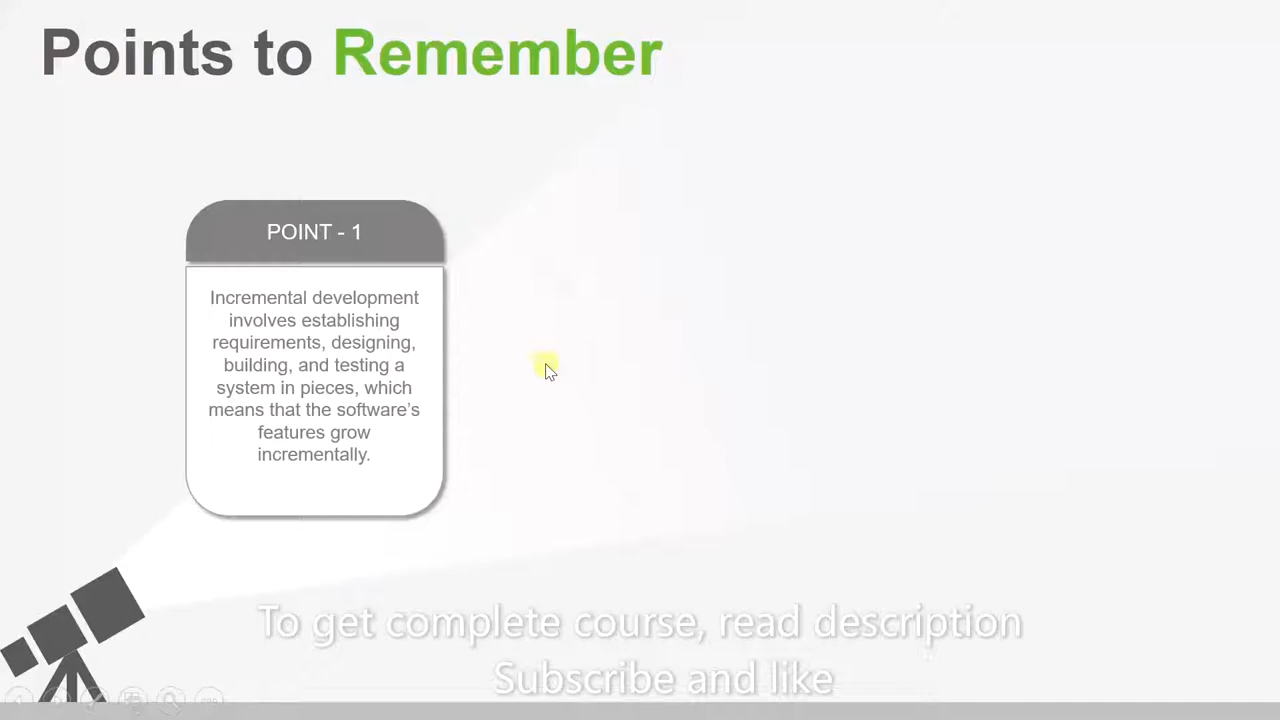 Points to Remember
POINT - 1
Incremental development
involves establishing
requirements, designing,
building, and testing a
system in pieces, which
means that the software’s
features grow
incrementally.
To get complete course, read description
Subscribe and like